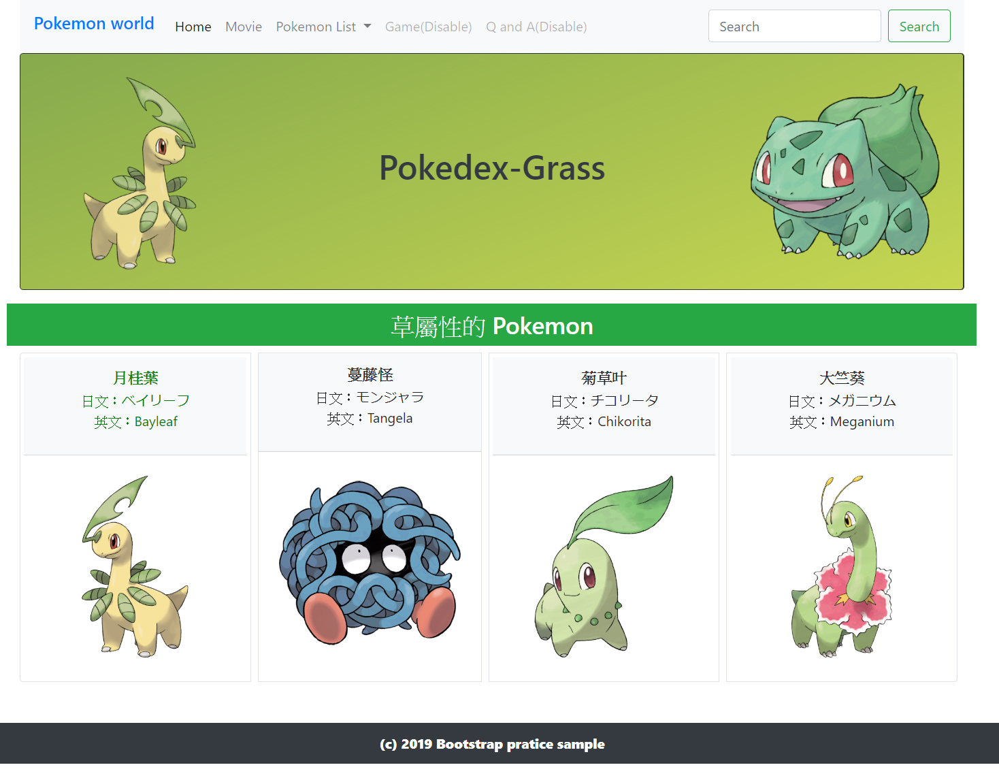 Pokemon world Home Movie Pokemon List Game(Disable) Q and A(Disable) Search Search
Pokedex-Grass
草屬性的 Pokemon
月桂葉
日文：ベイリーフ
英文：Bayleaf
蔓藤怪
日文：モンジャラ
英文：Tangela
菊草叶
日文：チコリータ
英文：Chikorita
大竺葵
日文：メガニウム
英文：Meganium
(c) 2019 Bootstrap pratice sample